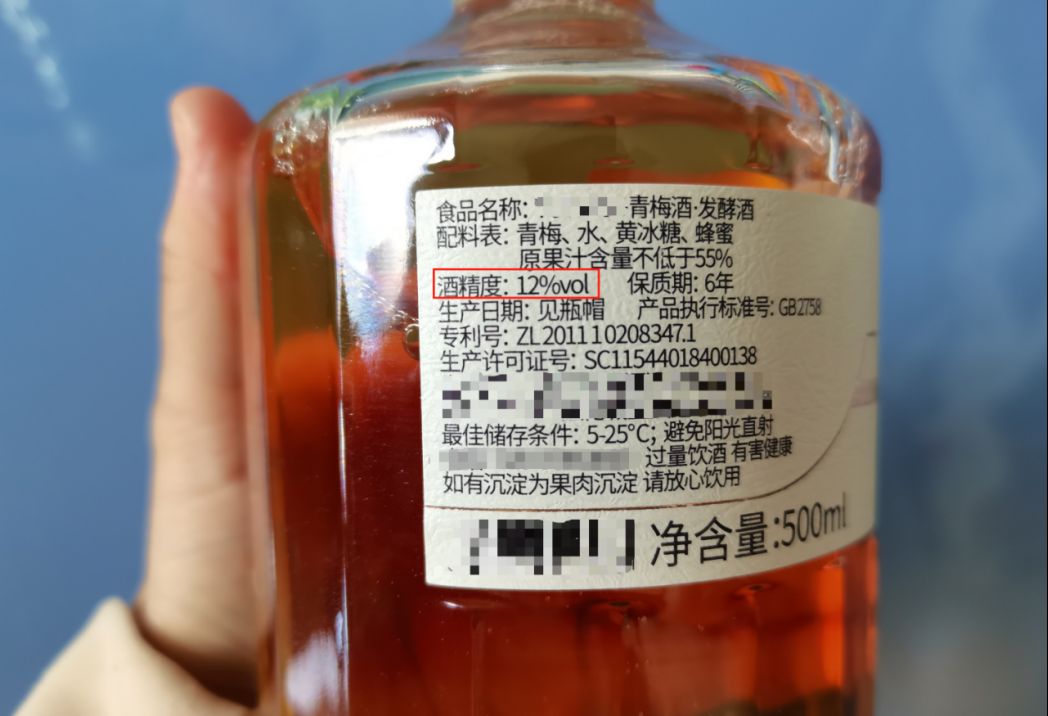 食品名称: 青梅酒·发酵酒
配料表: 青梅、水、黄冰糖、蜂蜜
原果汁含量不低于55%
酒精度: 12%vol 保质期: 6年
生产日期: 见瓶帽 产品执行标准号: GB2758
专利号: ZL201110208347.1
生产许可证号: SC11544018400138
最佳储存条件: 5-25°C; 避免阳光直射
过量饮酒 有害健康
如有沉淀为果肉沉淀 请放心饮用
净含量:500ml